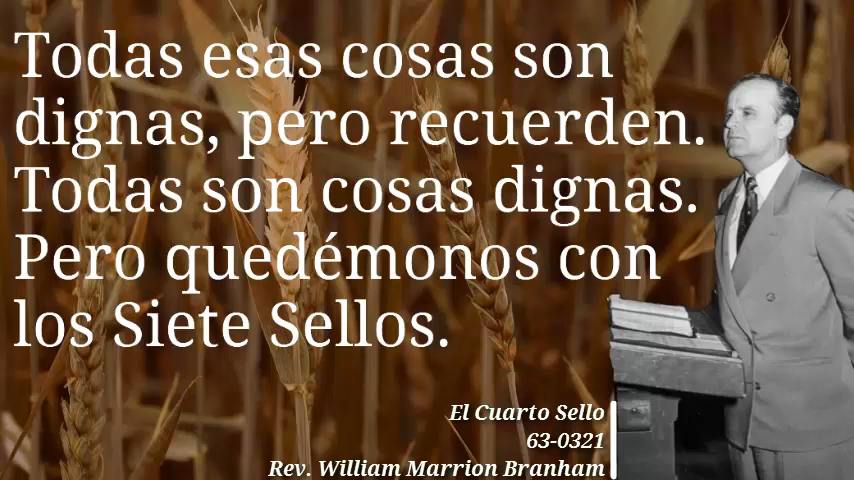 Todas esas cosas son
dignas, pero recuerden.
Todas son cosas dignas.
Pero quedémonos con
los Siete Sellos.
El Cuarto Sello
63-0321
Rev. William Marrion Branham